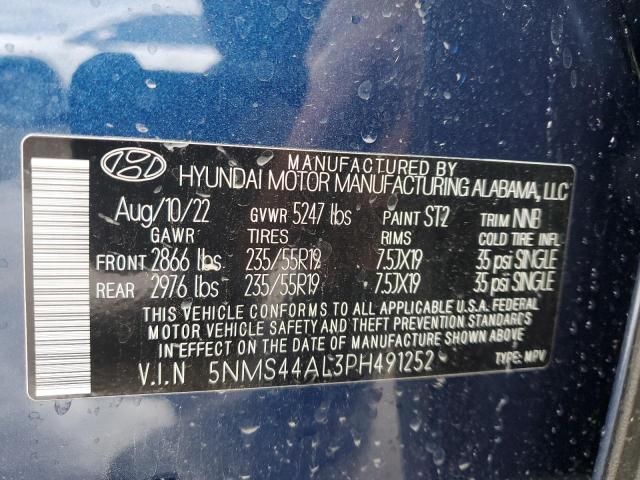 MANUFACTURED BY
HYUNDAI MOTOR MANUFACTURING ALABAMA, LLC
Aug/10/22 GVWR 5247 lbs PAINT ST2 TRIM NNB
GAWR TIRES RIMS COLD TIRE INFL.
FRONT 2866 lbs 235/55R19 7.5JX19 35 psi SINGLE
REAR 2976 lbs 235/55R19 7.5JX19 35 psi SINGLE
THIS VEHICLE CONFORMS TO ALL APPLICABLE U.S.A. FEDERAL
MOTOR VEHICLE SAFETY AND THEFT PREVENTION STANDARDS
IN EFFECT ON THE DATE OF MANUFACTURE SHOWN ABOVE.
V.I.N 5NMS44AL3PH491252 TYPE: MPV